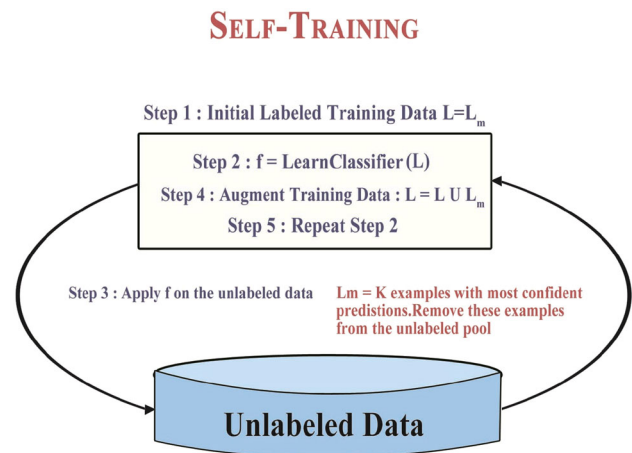 SELF-TRAINING
Step 1 : Initial Labeled Training Data L=Lm
Step 2 : f = LearnClassifier(L)
Step 4 : Augment Training Data : L = L U Lm
Step 5 : Repeat Step 2
Step 3 : Apply f on the unlabeled data
Lm = K examples with most confident
predistions.Remove these examples
from the unlabeled pool
Unlabeled Data